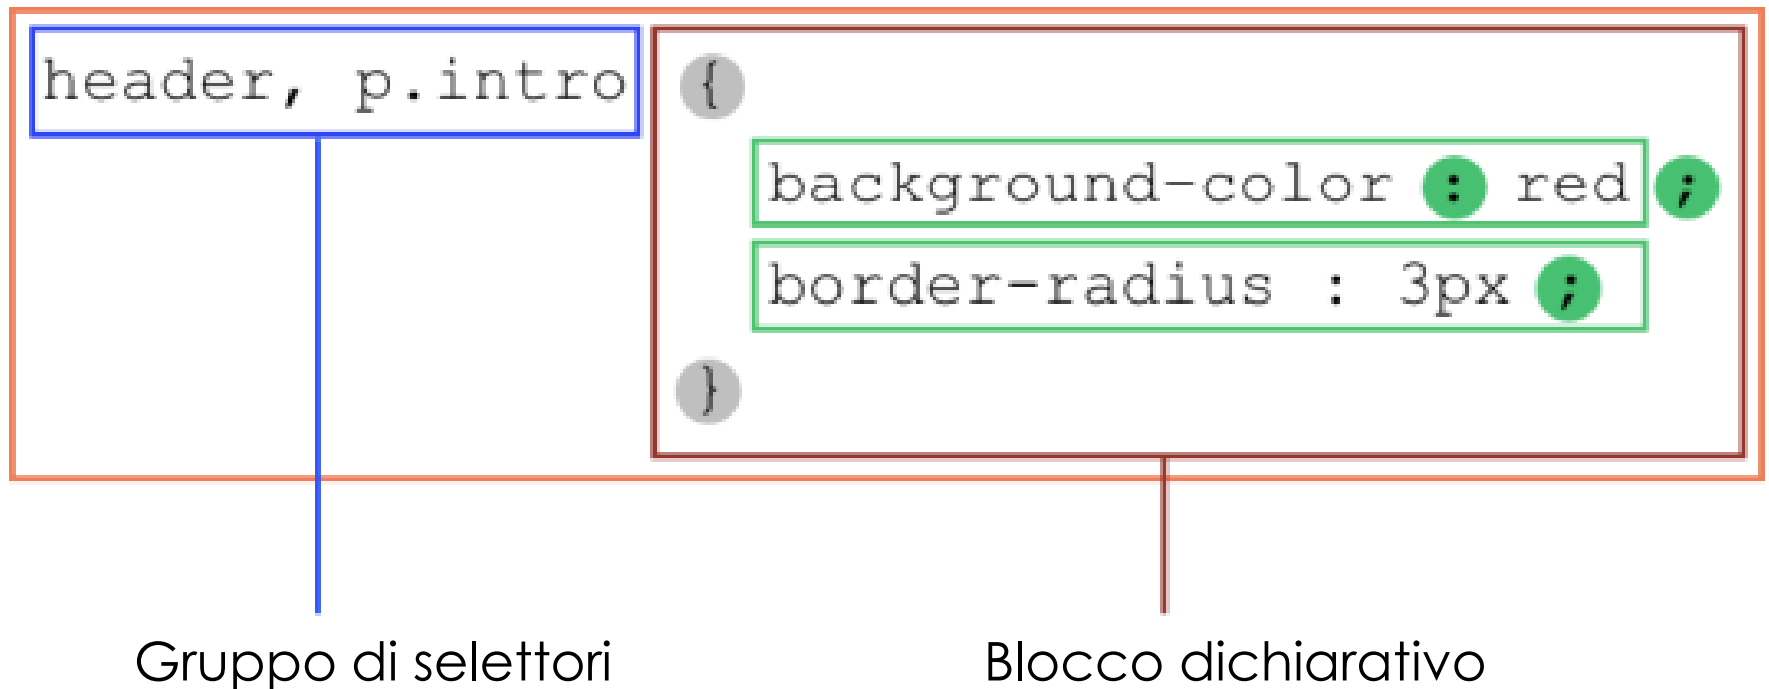 header, p.intro {
background-color : red ;
border-radius : 3px ;
}
Gruppo di selettori
Blocco dichiarativo